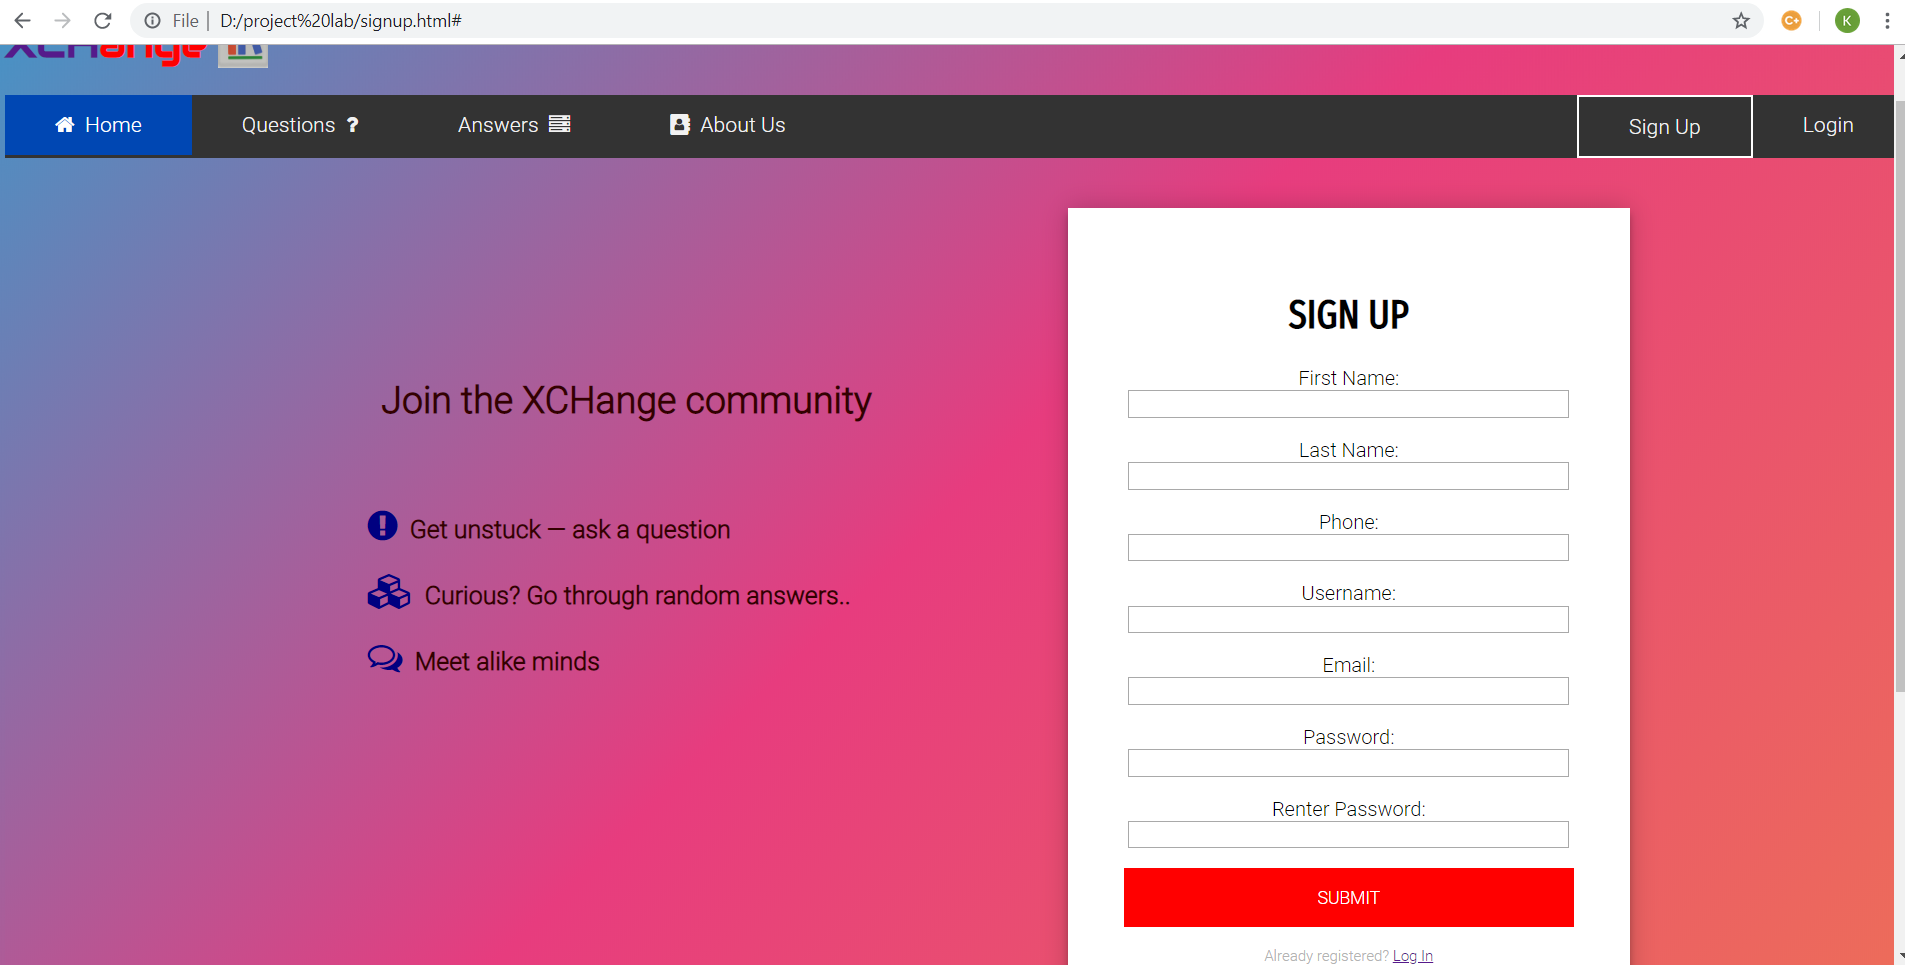 File | D:/project%20lab/signup.html#
K
XCHange
Home
Questions ?
Answers
About Us
Sign Up
Login
Join the XCHange community
Get unstuck — ask a question
Curious? Go through random answers..
Meet alike minds
SIGN UP
First Name:
Last Name:
Phone:
Username:
Email:
Password:
Renter Password:
SUBMIT
Already registered? Log In